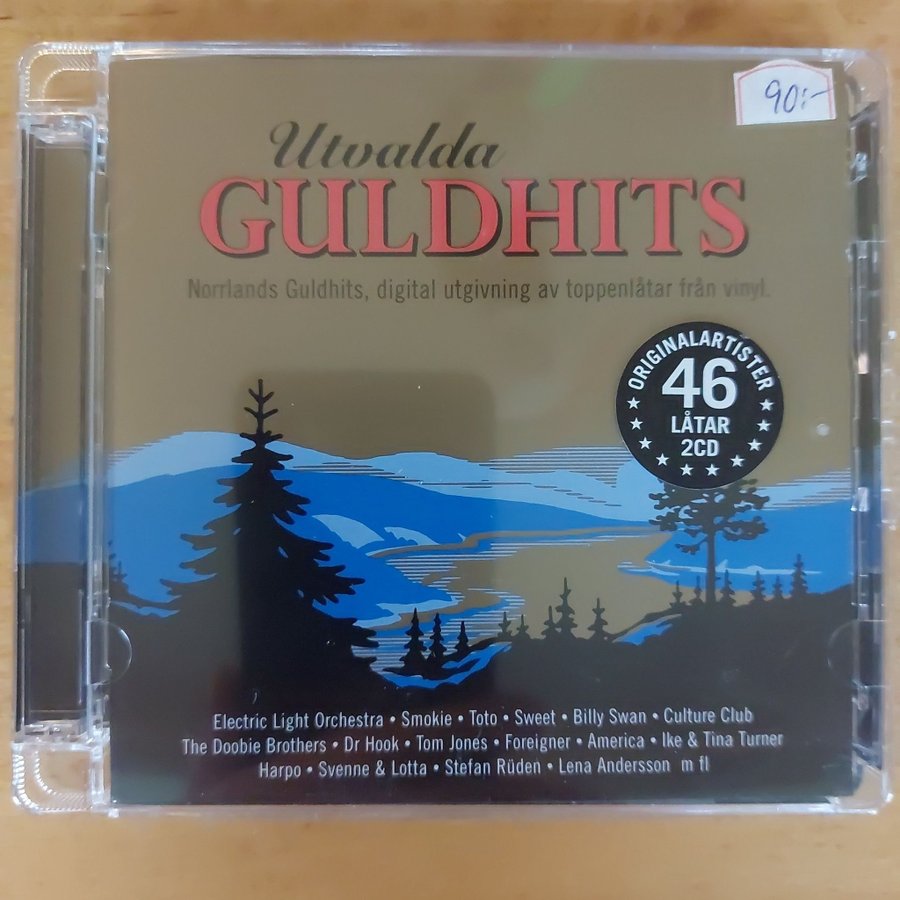 90:-
Utvalda
GULDHITS
Norrlands Guldhits, digital utgivning av toppenlåtar från vinyl.
ORIGINALARTISTER
46
LÅTAR
2CD
Electric Light Orchestra • Smokie • Toto • Sweet • Billy Swan • Culture Club
The Doobie Brothers • Dr Hook • Tom Jones • Foreigner • America • Ike & Tina Turner
Harpo • Svenne & Lotta • Stefan Rüden • Lena Andersson m fl